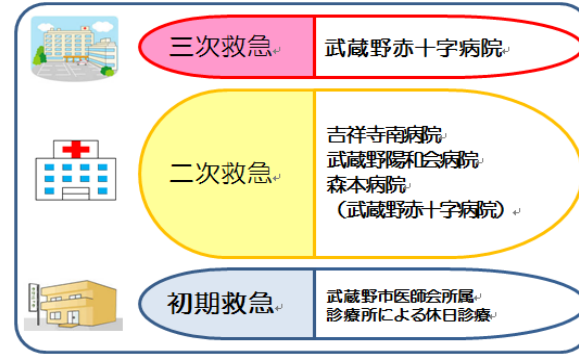 三次救急
武蔵野赤十字病院
二次救急
吉祥寺南病院
武蔵野陽和会病院
森本病院
（武蔵野赤十字病院）
初期救急
武蔵野市医師会所属
診療所による休日診療